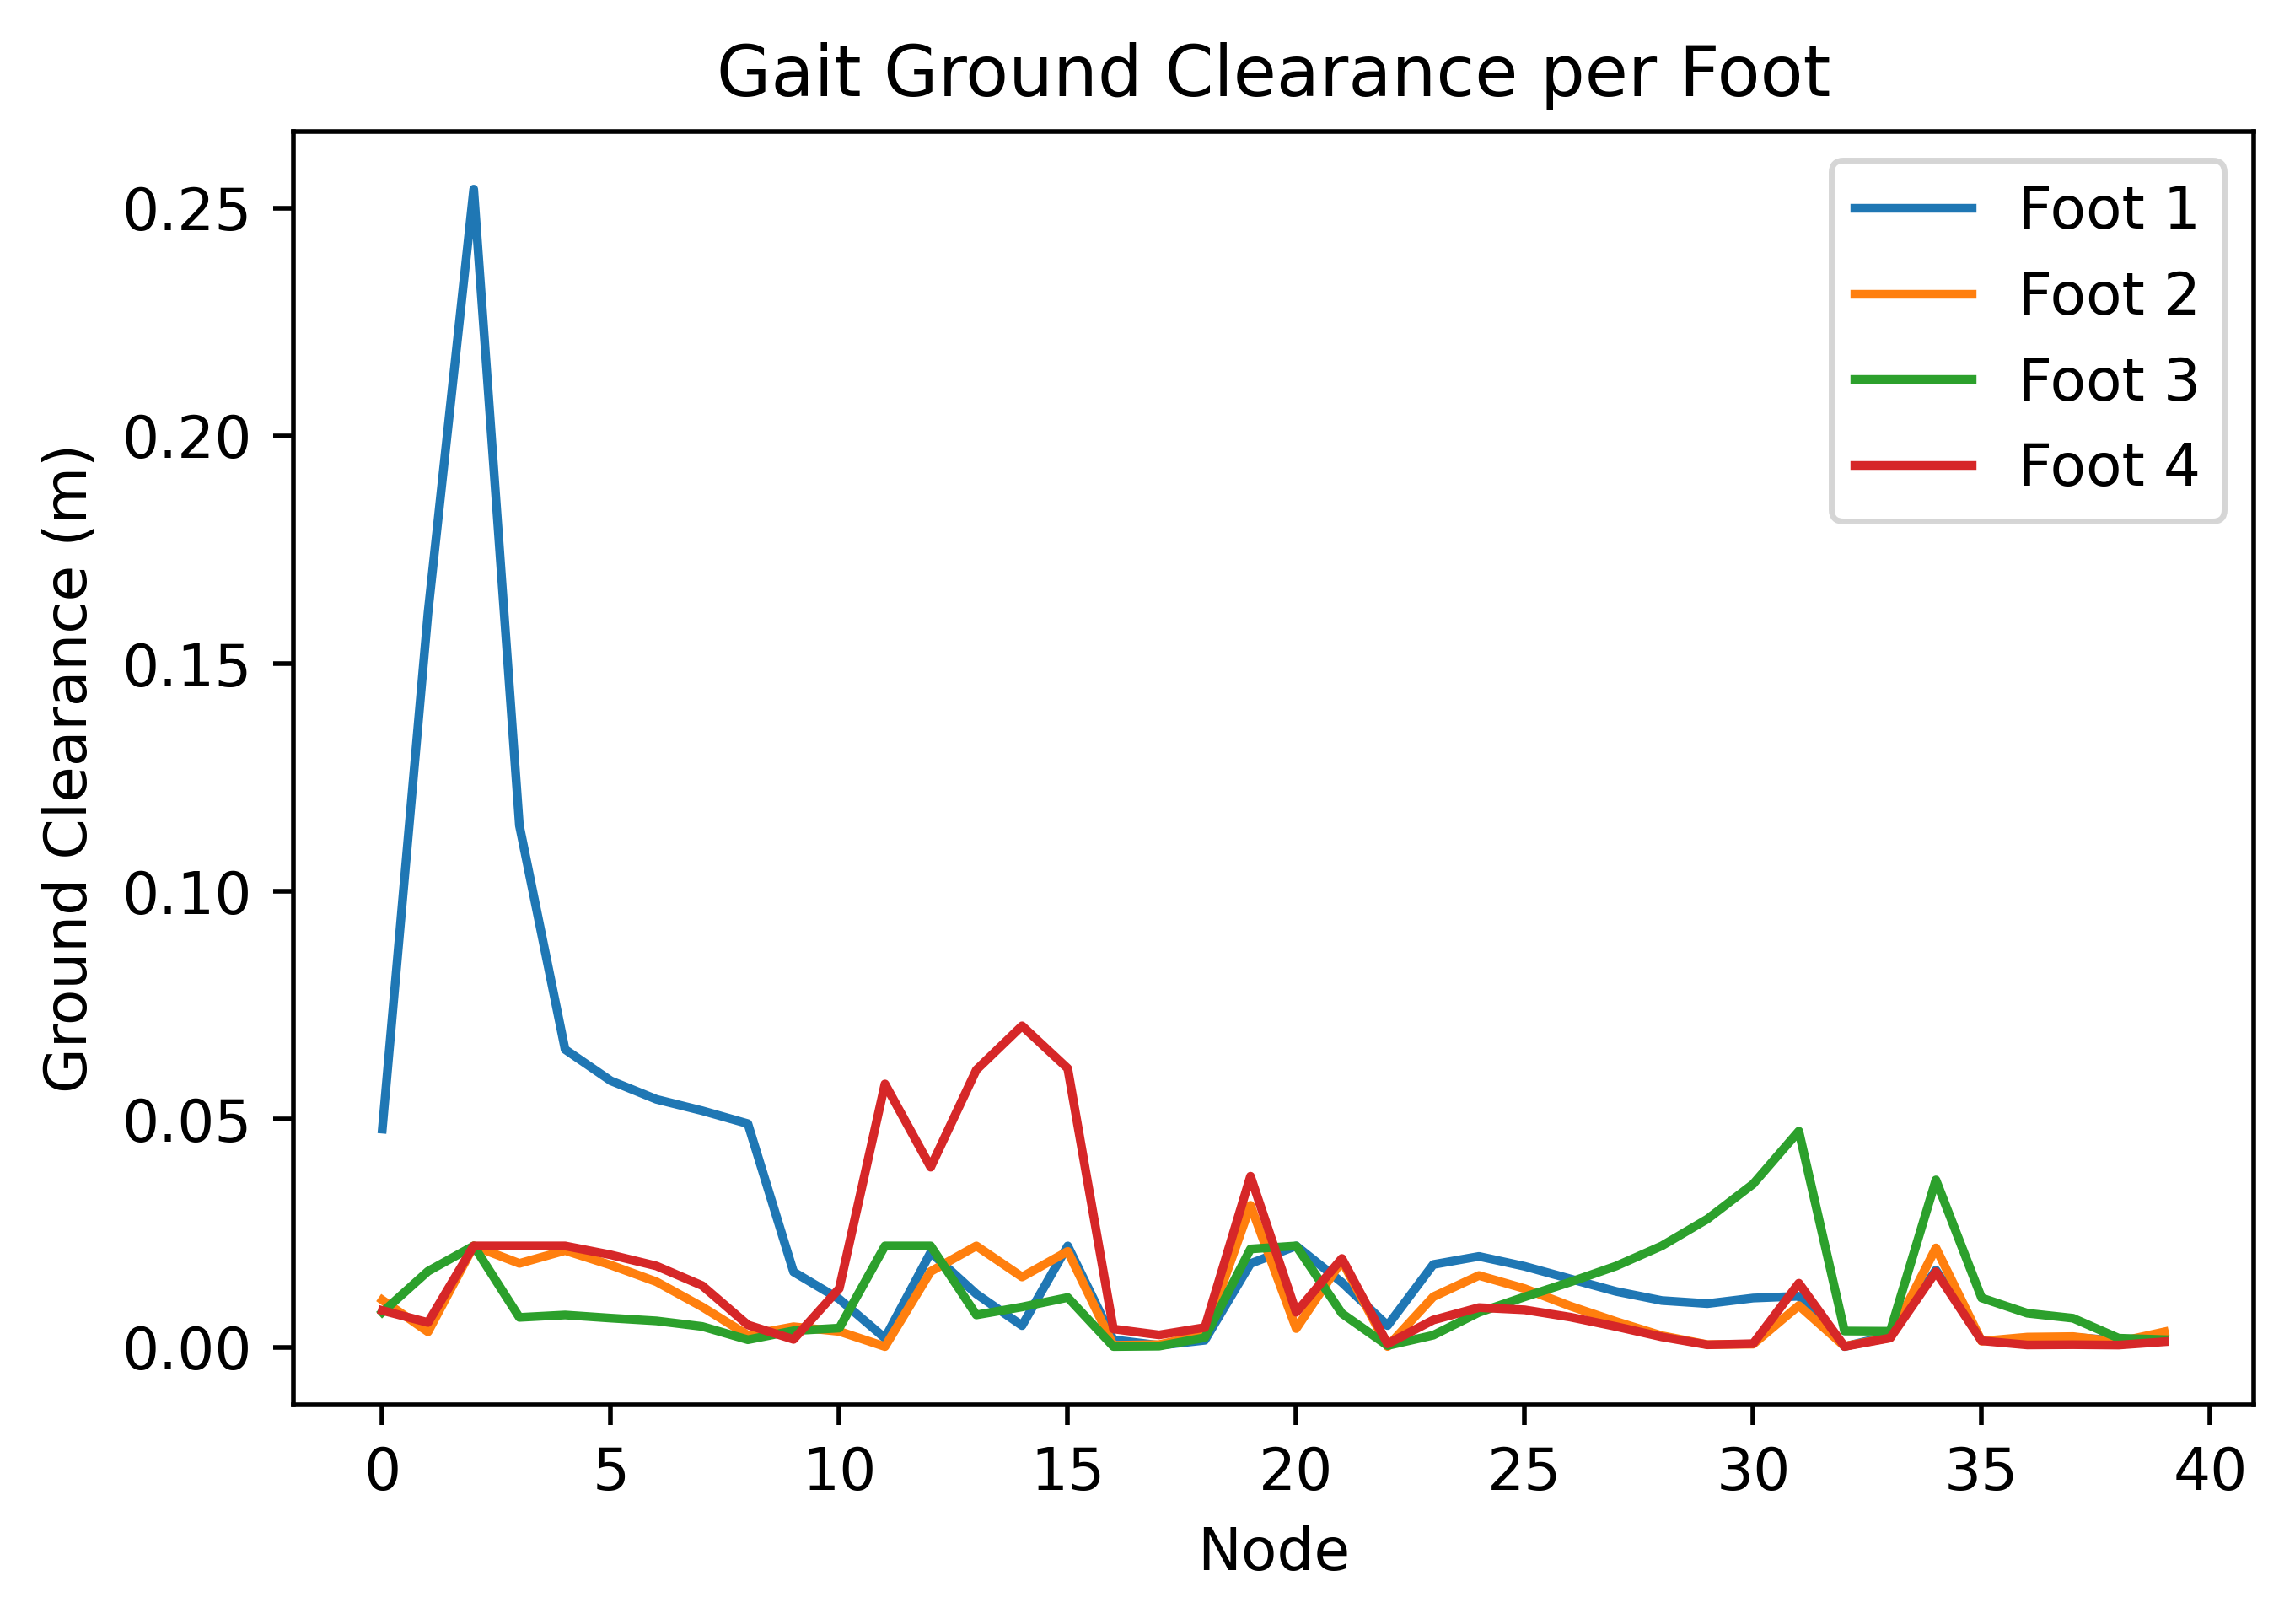 Gait Ground Clearance per Foot
Ground Clearance (m)
0.25
0.20
0.15
0.10
0.05
0.00
Foot 1
Foot 2
Foot 3
Foot 4
0 5 10 15 20 25 30 35 40
Node